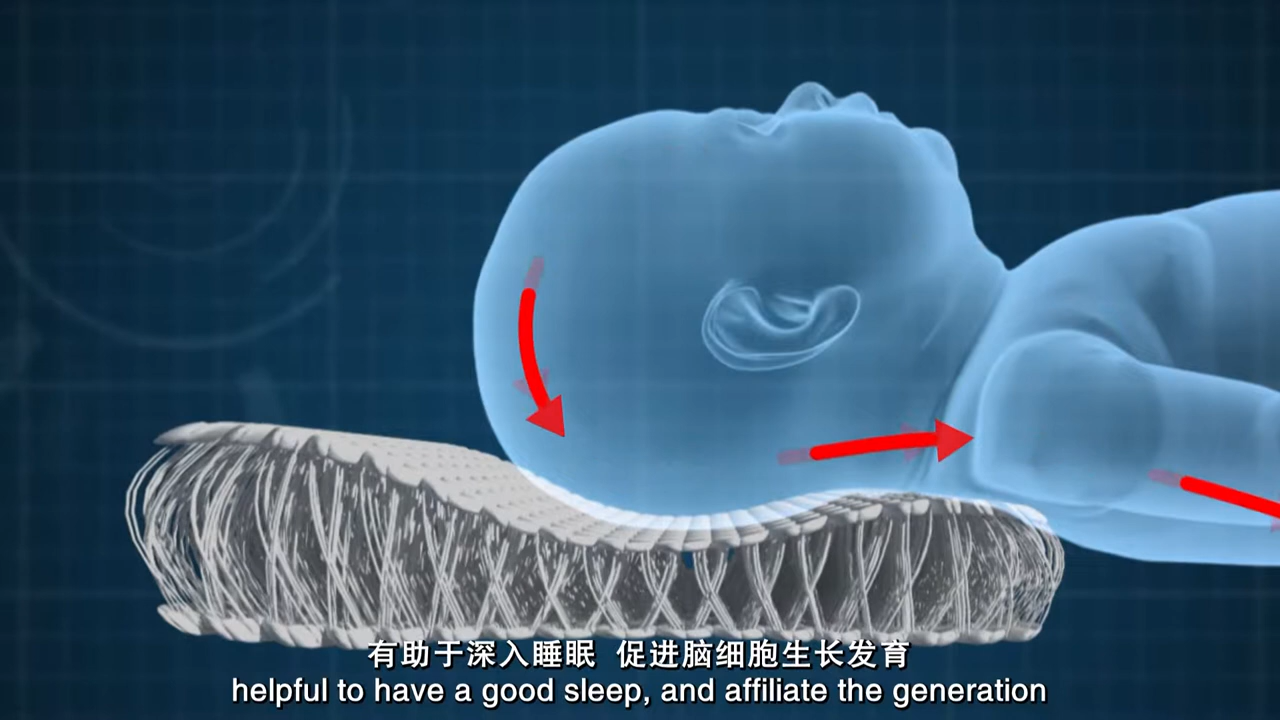 有助于深入睡眠 促进脑细胞生长发育
helpful to have a good sleep, and affiliate the generation